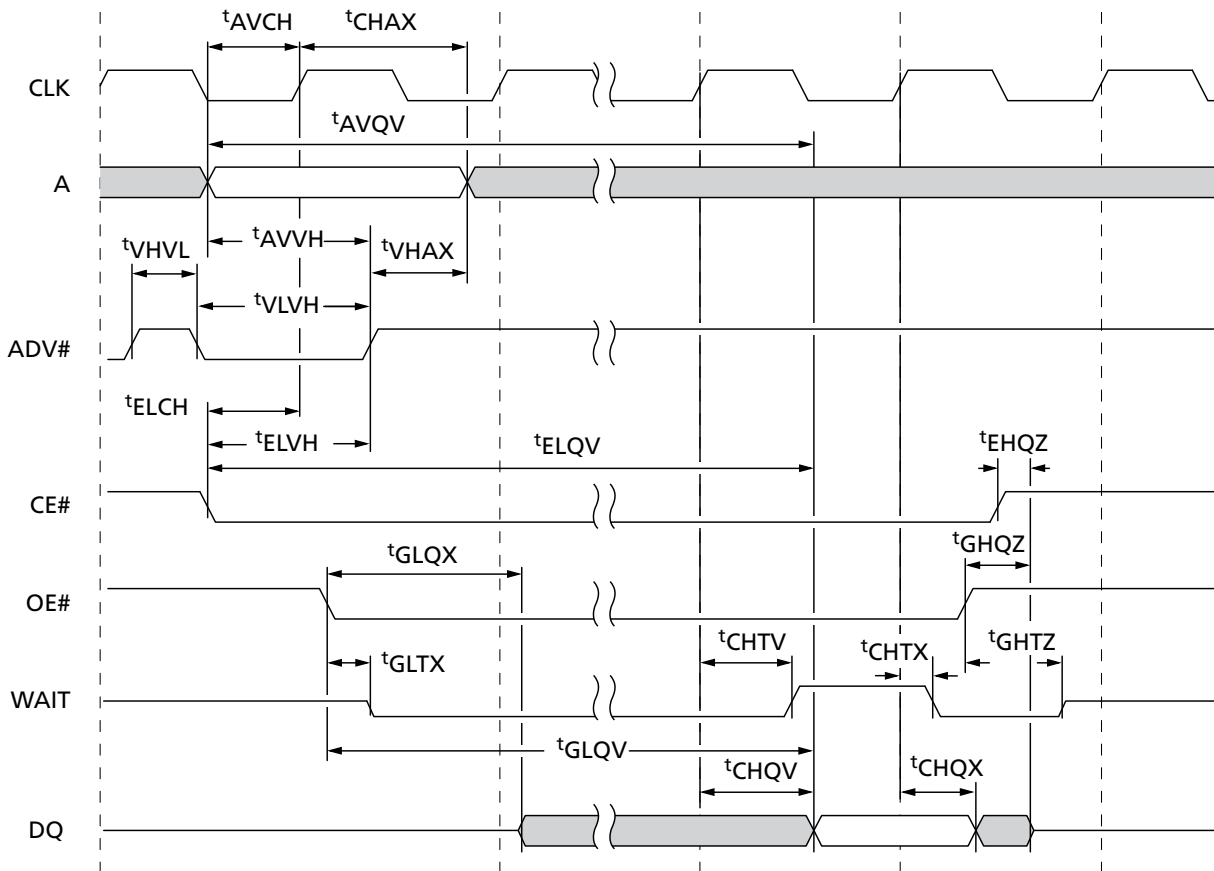 tAVCH tCHAX
CLK
tAVQV
A
tAVVH
tVHVL tVHAX
tVLVH
ADV#
tELCH
tELVH tELQV tEHQZ
CE#
tGLQX tGHQZ
OE#
tCHTV tCHTX tGHTZ
tGLTX
WAIT
tGLQV
tCHQV tCHQX
DQ